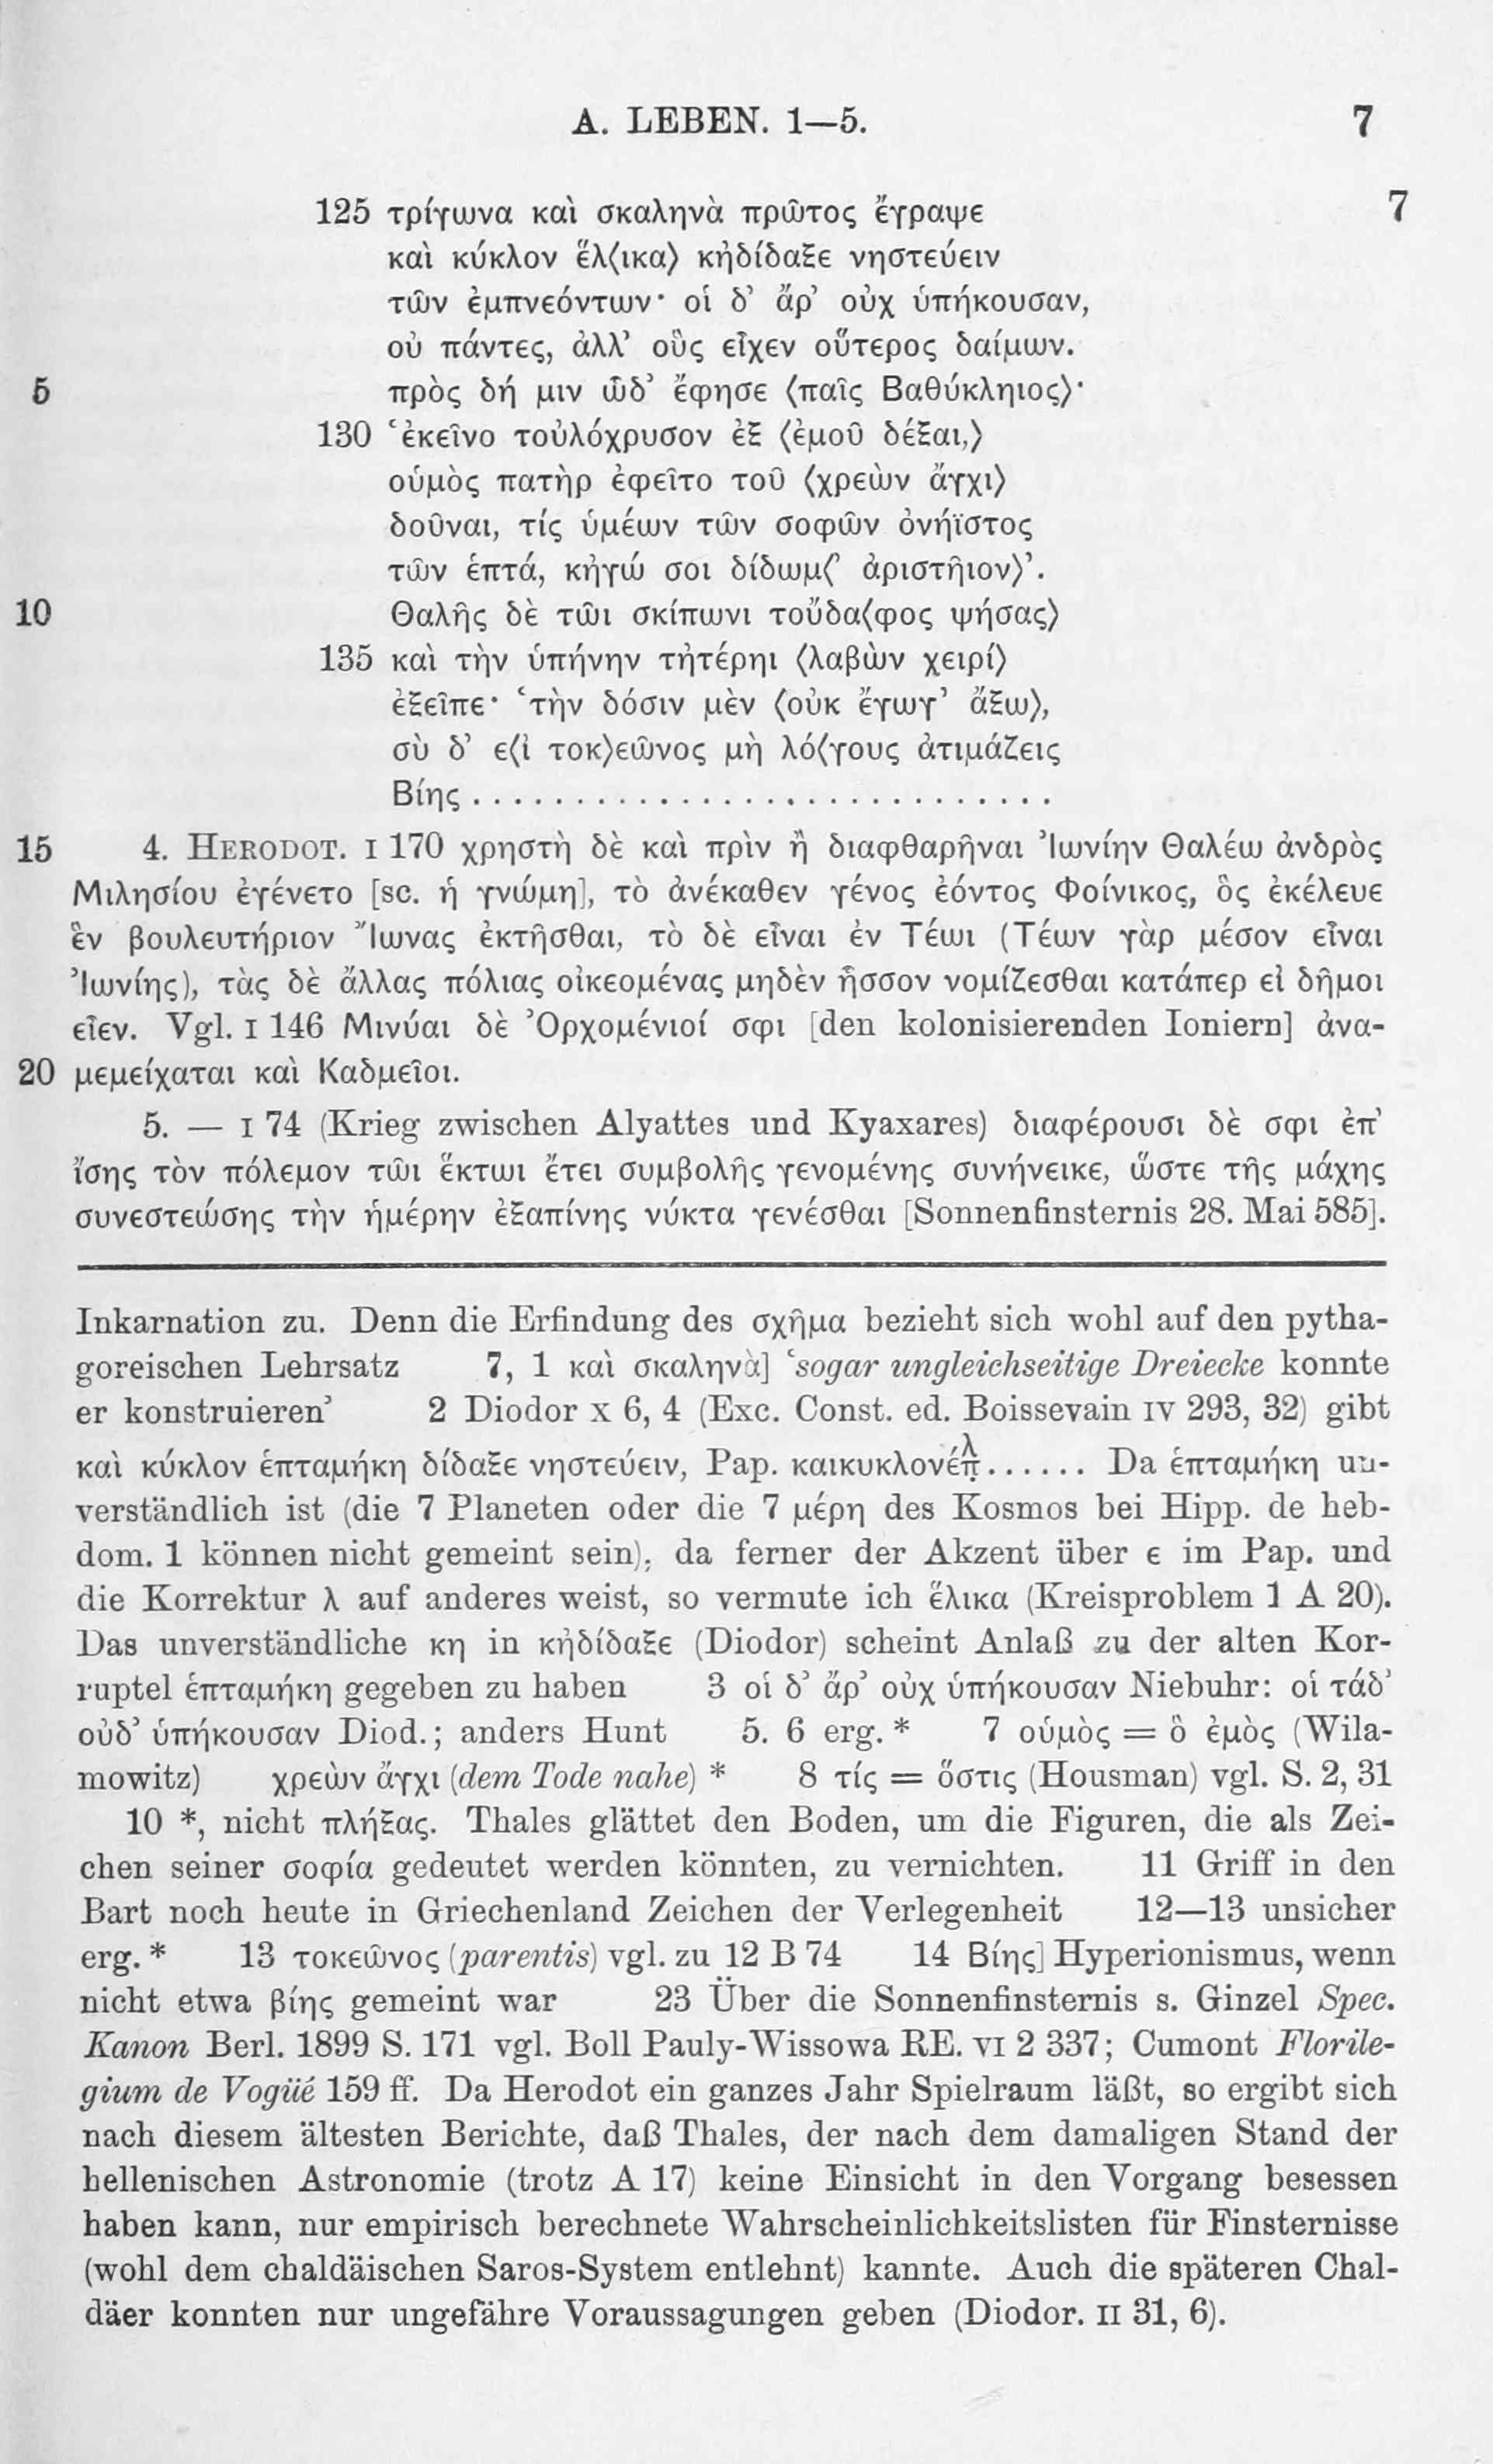 A. LEBEN. 1—5. 7
125 τρίγωνα καὶ σκαληνὰ πρῶτος ἔγραψε 7
καὶ κύκλον ἕλ⟨ικα⟩ κἠδίδαξε νηστεύειν
τῶν ἐμπνεόντων· οἱ δ’ ἄρ’ οὐχ ὑπήκουσαν,
οὐ πάντες, ἀλλ’ οὓς εἶχεν οὕτερος δαίμων.
5 πρὸς δή μιν ὧδ’ ἔφησε ⟨παῖς Βαθύκληιος⟩·
130 ‘ἐκεῖνο τοὐλόχρυσον ἐξ ⟨ἐμοῦ δέξαι,⟩
οὑμὸς πατὴρ ἐφεῖτο τοῦ ⟨χρεὼν ἄγχι⟩
δοῦναι, τίς ὑμέων τῶν σοφῶν ὀνήϊστος
τῶν ἑπτά, κἠγώ σοι δίδωμ⟨’ ἀριστῆιον⟩’.
10 Θαλῆς δὲ τῶι σκίπωνι τοὔδα⟨φος ψήσας⟩
135 καὶ τὴν ὑπήνην τἠτέρηι ⟨λαβὼν χειρί⟩
ἐξεῖπε· ‘τὴν δόσιν μὲν ⟨οὐκ ἔγωγ’ ἄξω⟩,
σὺ δ’ ε⟨ἰ τοκ⟩εῶνος μὴ λό⟨γους ἀτιμάζεις
Βίης . . . . . . . . . . . . . . . . . . . . . . . . . . . .
15 4. HERODOT. I 170 χρηστὴ δὲ καὶ πρὶν ἢ διαφθαρῆναι Ἰωνίην Θαλέω ἀνδρὸς
Μιλησίου ἐγένετο [sc. ἡ γνώμη], τὸ ἀνέκαθεν γένος ἐόντος Φοίνικος, ὃς ἐκέλευε
ἓν βουλευτήριον Ἴωνας ἐκτῆσθαι, τὸ δὲ εἶναι ἐν Τέωι (Τέων γὰρ μέσον εἶναι
Ἰωνίης), τὰς δὲ ἄλλας πόλιας οἰκεομένας μηδὲν ἧσσον νομίζεσθαι κατάπερ εἰ δῆμοι
εἶεν. Vgl. I 146 Μινύαι δὲ Ὀρχομένιοί σφι [den kolonisierenden Ioniern] ἀνα-
20 μεμείχαται καὶ Καδμεῖοι.
5. — I 74 (Krieg zwischen Alyattes und Kyaxares) διαφέρουσι δὲ σφι ἐπ’
ἴσης τὸν πόλεμον τῶι ἕκτωι ἔτει συμβολῆς γενομένης συνήνεικε, ὥστε τῆς μάχης
συνεστεώσης τὴν ἡμέρην ἐξαπίνης νύκτα γενέσθαι [Sonnenfinsternis 28. Mai 585].
Inkarnation zu. Denn die Erfindung des σχῆμα bezieht sich wohl auf den pytha-
goreischen Lehrsatz 7, 1 καὶ σκαληνὰ] ‘sogar ungleichseitige Dreiecke konnte
er konstruieren’ 2 Diodor X 6, 4 (Exc. Const. ed. Boissevain IV 293, 32) gibt
καὶ κύκλον ἑπταμήκη δίδαξε νηστεύειν, Pap. καικυκλονέπ̣λ...... Da ἑπταμήκη un-
verständlich ist (die 7 Planeten oder die 7 μέρη des Kosmos bei Hipp. de heb-
dom. 1 können nicht gemeint sein), da ferner der Akzent über ε im Pap. und
die Korrektur λ auf anderes weist, so vermute ich ἕλικα (Kreisproblem 1 A 20).
Das unverständliche κη in κἠδίδαξε (Diodor) scheint Anlaß zu der alten Kor-
ruptel ἑπταμήκη gegeben zu haben 3 οἱ δ’ ἄρ’ οὐχ ὑπήκουσαν Niebuhr: οἱ τάδ’
οὐδ’ ὑπήκουσαν Diod.; anders Hunt 5. 6 erg. * 7 οὑμὸς = ὃ ἐμὸς (Wila-
mowitz) χρεὼν ἄγχι (dem Tode nahe) * 8 τίς = ὅστις (Housman) vgl. S. 2, 31
10 *, nicht πλήξας. Thales glättet den Boden, um die Figuren, die als Zei-
chen seiner σοφία gedeutet werden könnten, zu vernichten. 11 Griff in den
Bart noch heute in Griechenland Zeichen der Verlegenheit 12—13 unsicher
erg. * 13 τοκεῶνος (parentis) vgl. zu 12 B 74 14 Βίης] Hyperionismus, wenn
nicht etwa βίης gemeint war 23 Über die Sonnenfinsternis s. Ginzel Spec.
Kanon Berl. 1899 S. 171 vgl. Boll Pauly-Wissowa RE. VI 2 337; Cumont Florile-
gium de Vogüé 159 ff. Da Herodot ein ganzes Jahr Spielraum läßt, so ergibt sich
nach diesem ältesten Berichte, daß Thales, der nach dem damaligen Stand der
hellenischen Astronomie (trotz A 17) keine Einsicht in den Vorgang besessen
haben kann, nur empirisch berechnete Wahrscheinlichkeitslisten für Finsternisse
(wohl dem chaldäischen Saros-System entlehnt) kannte. Auch die späteren Chal-
däer konnten nur ungefähre Voraussagungen geben (Diodor. II 31, 6).